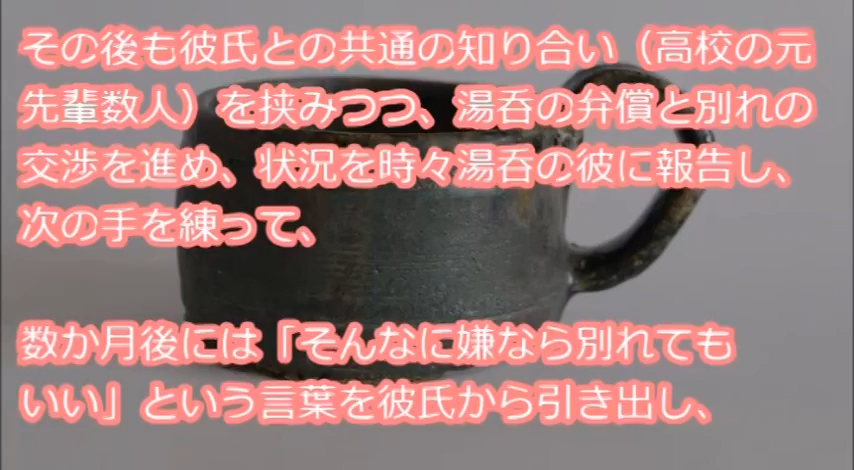 その後も彼氏との共通の知り合い（高校の元
先輩数人）を挟みつつ、湯呑の弁償と別れの
交渉を進め、状況を時々湯呑の彼に報告し、
次の手を練って、
数か月後には「そんなに嫌なら別れても
いい」という言葉を彼氏から引き出し、